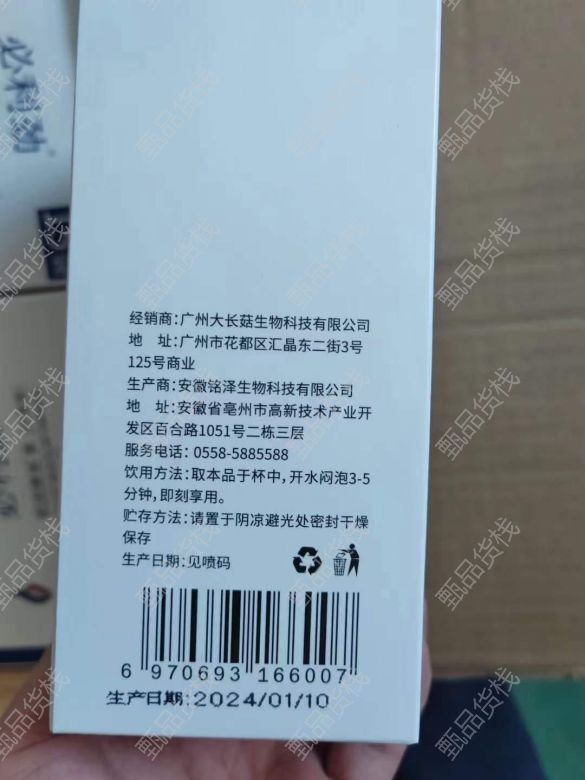 必利劲
经销商:广州大长菇生物科技有限公司
地 址:广州市花都区汇晶东二街3号
125号商业
生产商:安徽铭泽生物科技有限公司
地 址:安徽省亳州市高新技术产业开
发区百合路1051号二栋三层
服务电话: 0558-5885588
饮用方法:取本品于杯中,开水闷泡3-5
分钟,即刻享用。
贮存方法:请置于阴凉避光处密封干燥
保存
生产日期:见喷码
6 970693 166007
生产日期:2024/01/10
甄品货栈